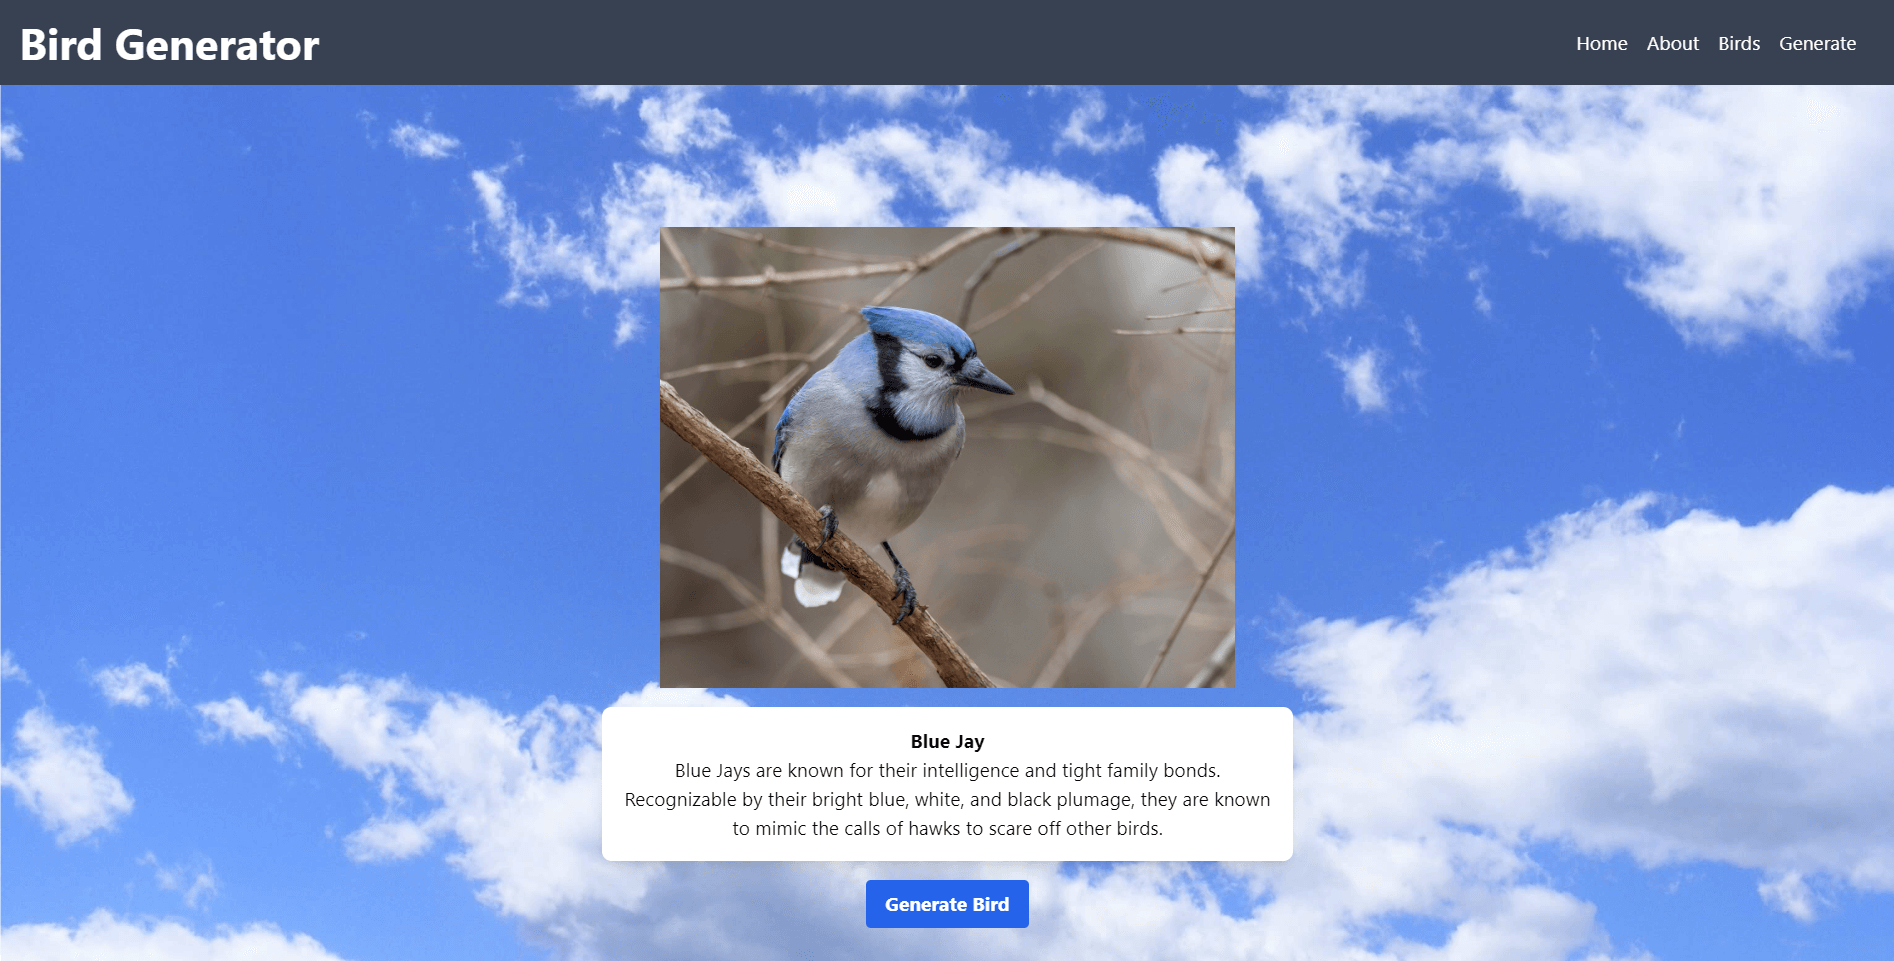 Bird Generator
Home About Birds Generate
Blue Jay
Blue Jays are known for their intelligence and tight family bonds.
Recognizable by their bright blue, white, and black plumage, they are known
to mimic the calls of hawks to scare off other birds.
Generate Bird